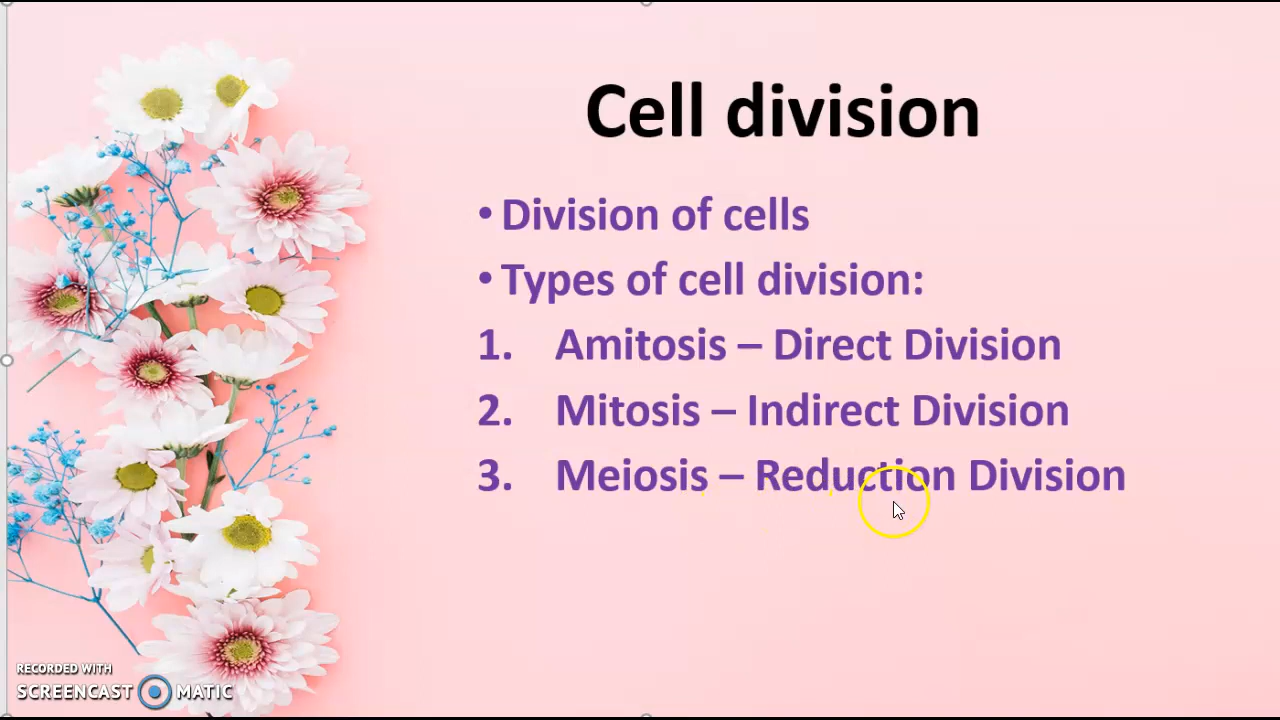 Cell division
• Division of cells
• Types of cell division:
1. Amitosis – Direct Division
2. Mitosis – Indirect Division
3. Meiosis – Reduction Division
RECORDED WITH
SCREENCAST MATIC